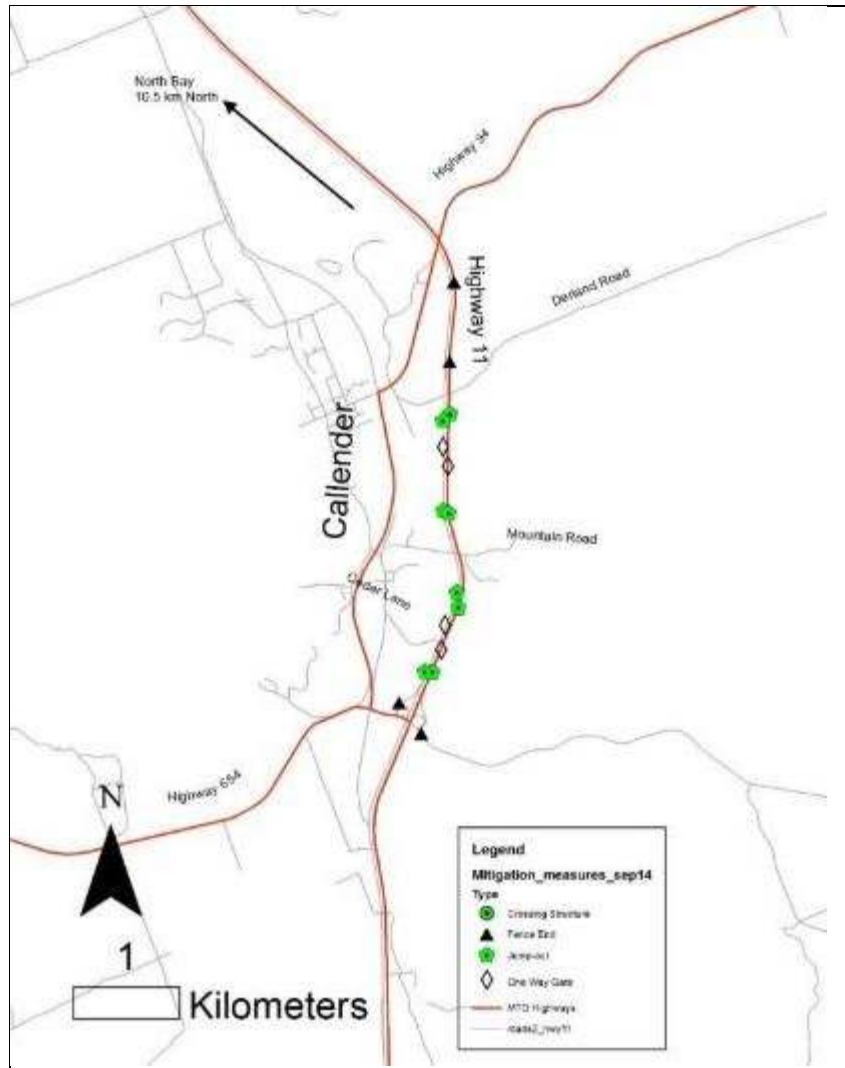 North Bay
10.5 km North
Highway 94
Highway 11
Derland Road
Callender
Mountain Road
Cedar Lane
Highway 654
N
1
Kilometers
Legend
Mitigation_measures_sep14
Type
Crossing Structure
Fence End
Jump-out
One Way Gate
MTO Highways